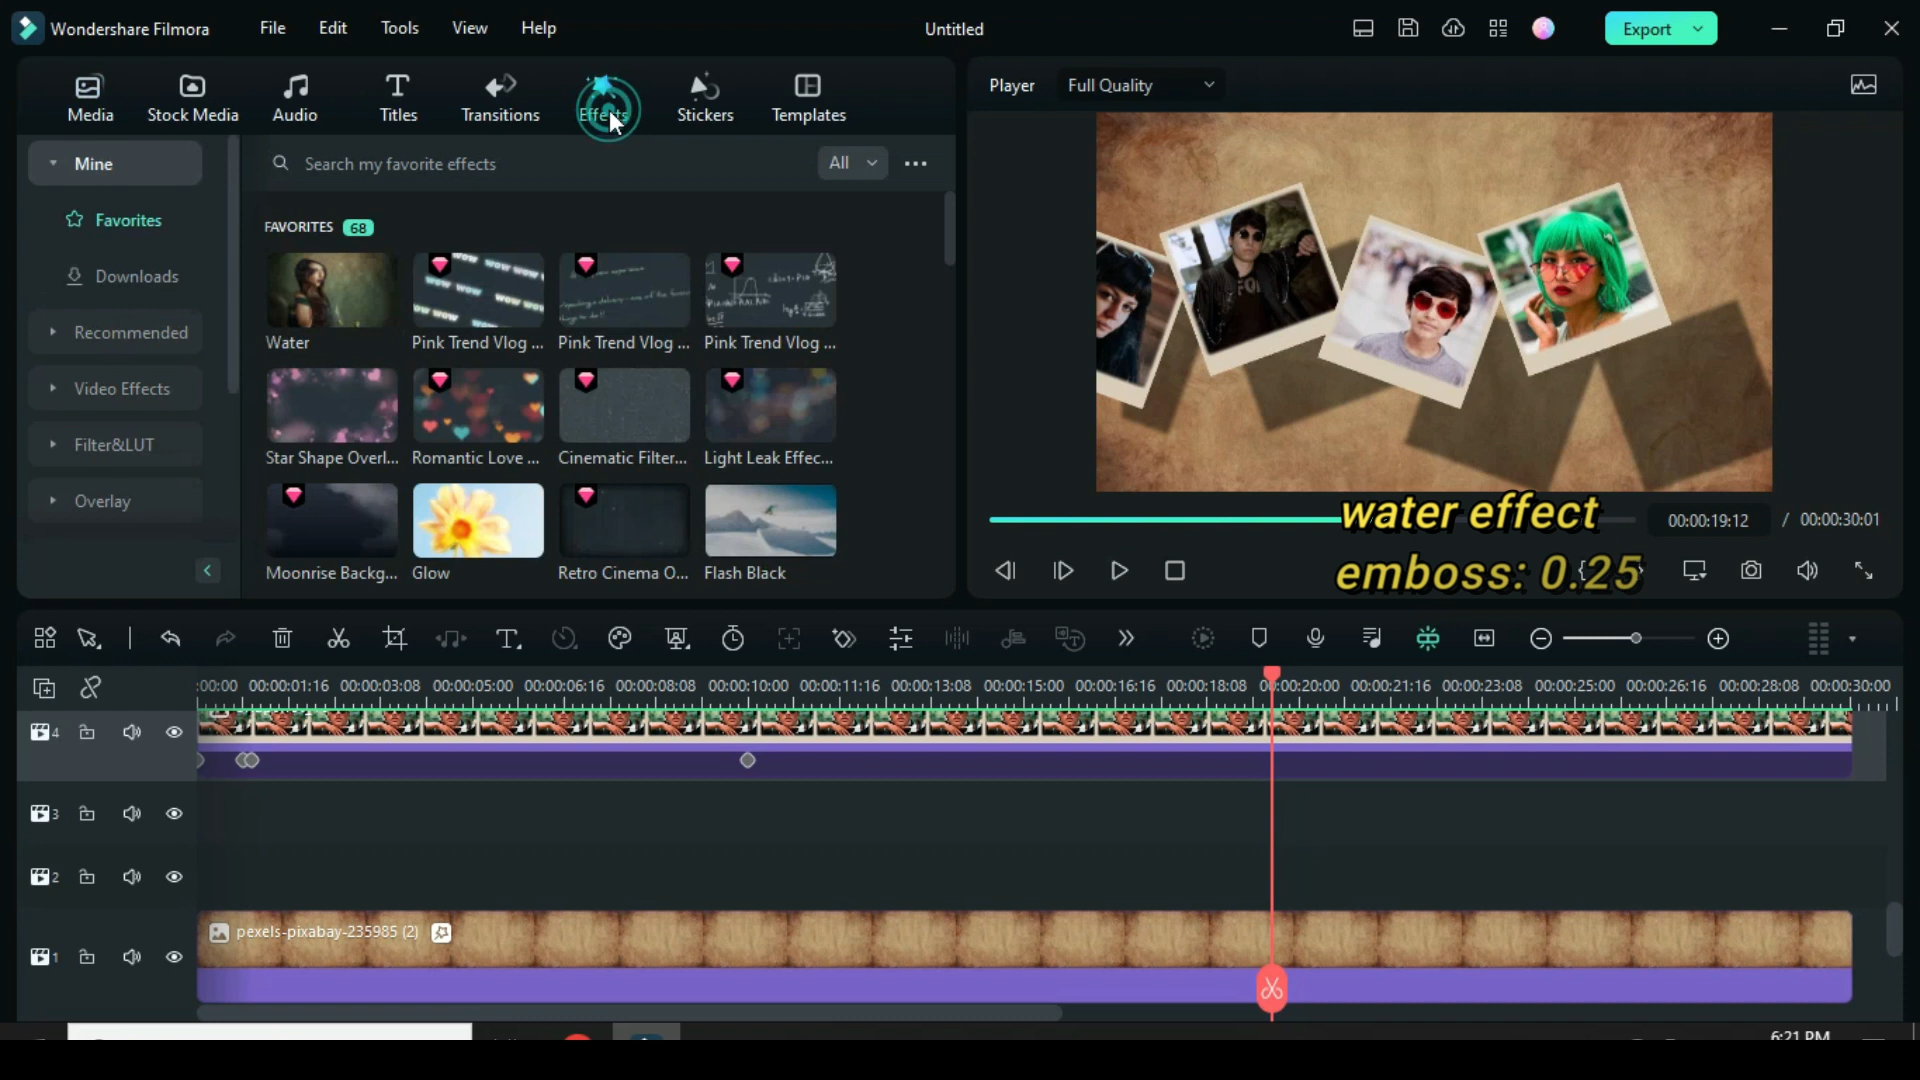 Wondershare Filmora File Edit Tools View Help Untitled Export
Media Stock Media Audio Titles Transitions Effects Stickers Templates
Player Full Quality
Mine
Search my favorite effects All
Favorites
Downloads
Recommended
Video Effects
Filter&LUT
Overlay
FAVORITES 68
Water Pink Trend Vlog ... Pink Trend Vlog ... Pink Trend Vlog ...
Star Shape Overl... Romantic Love ... Cinematic Filter... Light Leak Effec...
Moonrise Backg... Glow Retro Cinema O... Flash Black
water effect
emboss: 0.25
00:00:19:12 / 00:00:30:01
:00:00 00:00:01:16 00:00:03:08 00:00:05:00 00:00:06:16 00:00:08:08 00:00:10:00 00:00:11:16 00:00:13:08 00:00:15:00 00:00:16:16 00:00:18:08 00:00:20:00 00:00:21:16 00:00:23:08 00:00:25:00 00:00:26:16 00:00:28:08 00:00:30:00
4
3
2
pexels-pixabay-235985 (2)
1
6:21 PM